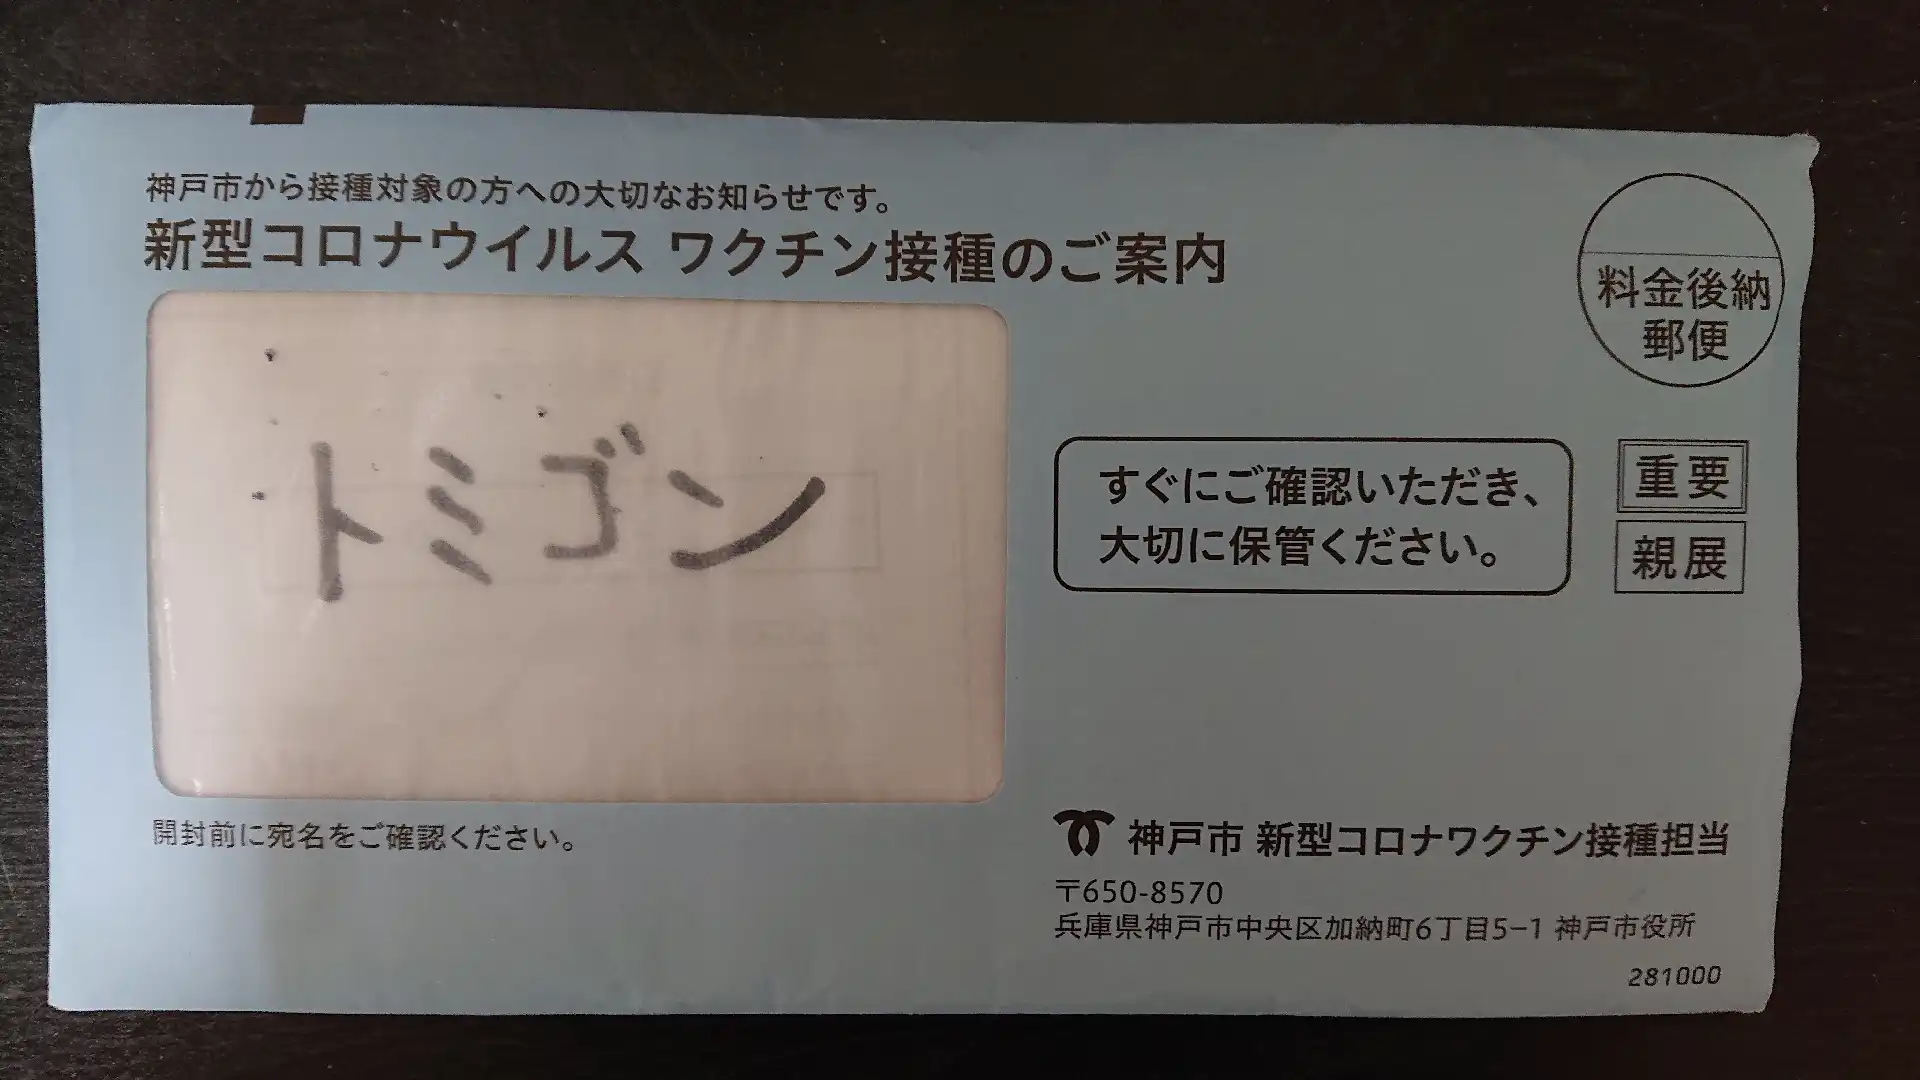 神戸市から接種対象の方への大切なお知らせです。
新型コロナウイルス ワクチン接種のご案内
料金後納
郵便
トミゴン
すぐにご確認いただき、
大切に保管ください。
重要
親展
開封前に宛名をご確認ください。
神戸市 新型コロナワクチン接種担当
〒650-8570
兵庫県神戸市中央区加納町6丁目5−1 神戸市役所
281000